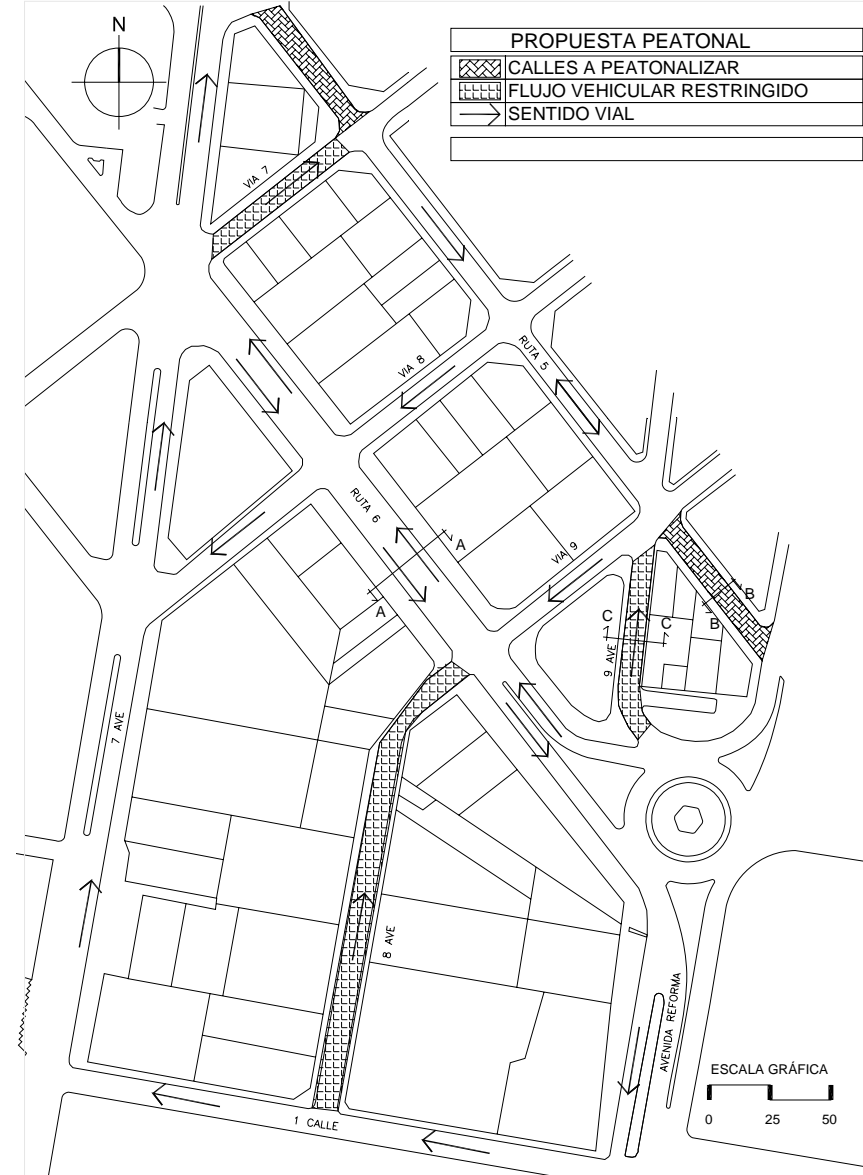 N
PROPUESTA PEATONAL
CALLES A PEATONALIZAR
FLUJO VEHICULAR RESTRINGIDO
SENTIDO VIAL
VIA 7
VIA 8
RUTA 5
RUTA 6
A
A
VIA 9
B
B
C
C
9 AVE
7 AVE
8 AVE
AVENIDA REFORMA
1 CALLE
ESCALA GRÁFICA
0 25 50